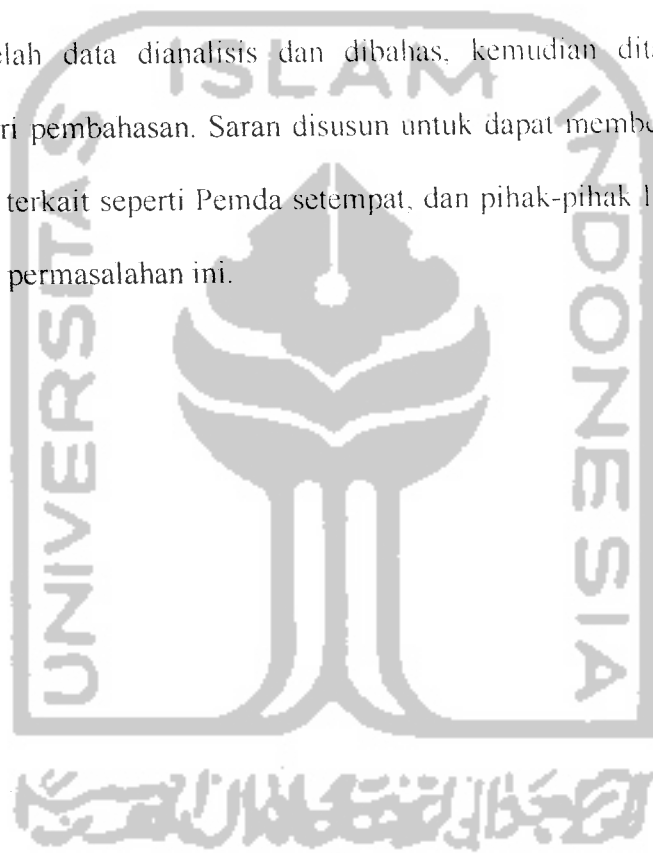 elah data dianalisis dan dibahas, kemudian dit
ri pembahasan. Saran disusun untuk dapat membe
terkait seperti Pemda setempat, dan pihak-pihak l
permasalahan ini.
UNIVERSITAS
ISLAM
INDONESIA